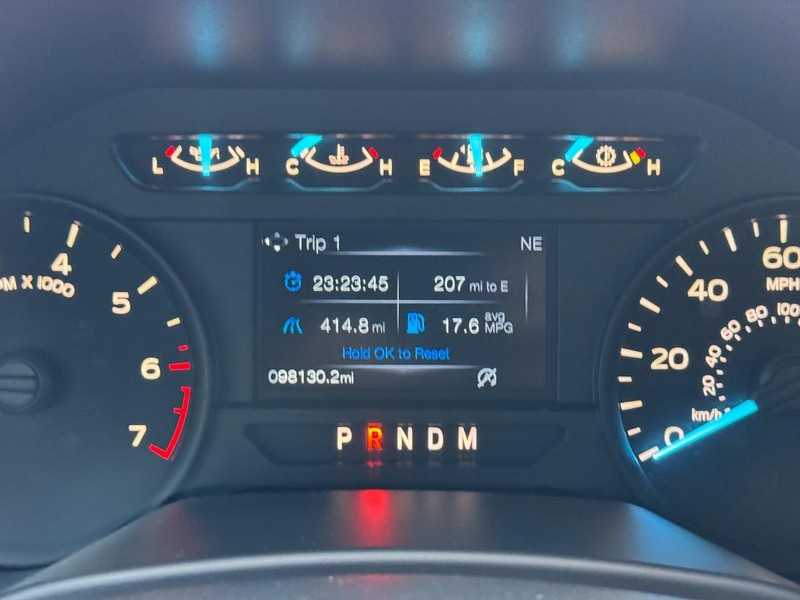 L H C H E F C H
Trip 1 NE
23:23:45 207 mi to E
414.8 mi 17.6 avg MPG
Hold OK to Reset
098130.2mi
P R N D M
4
X 1000
5
6
7
60
MPH
40
20
0
100
80
60
40
20
km/h